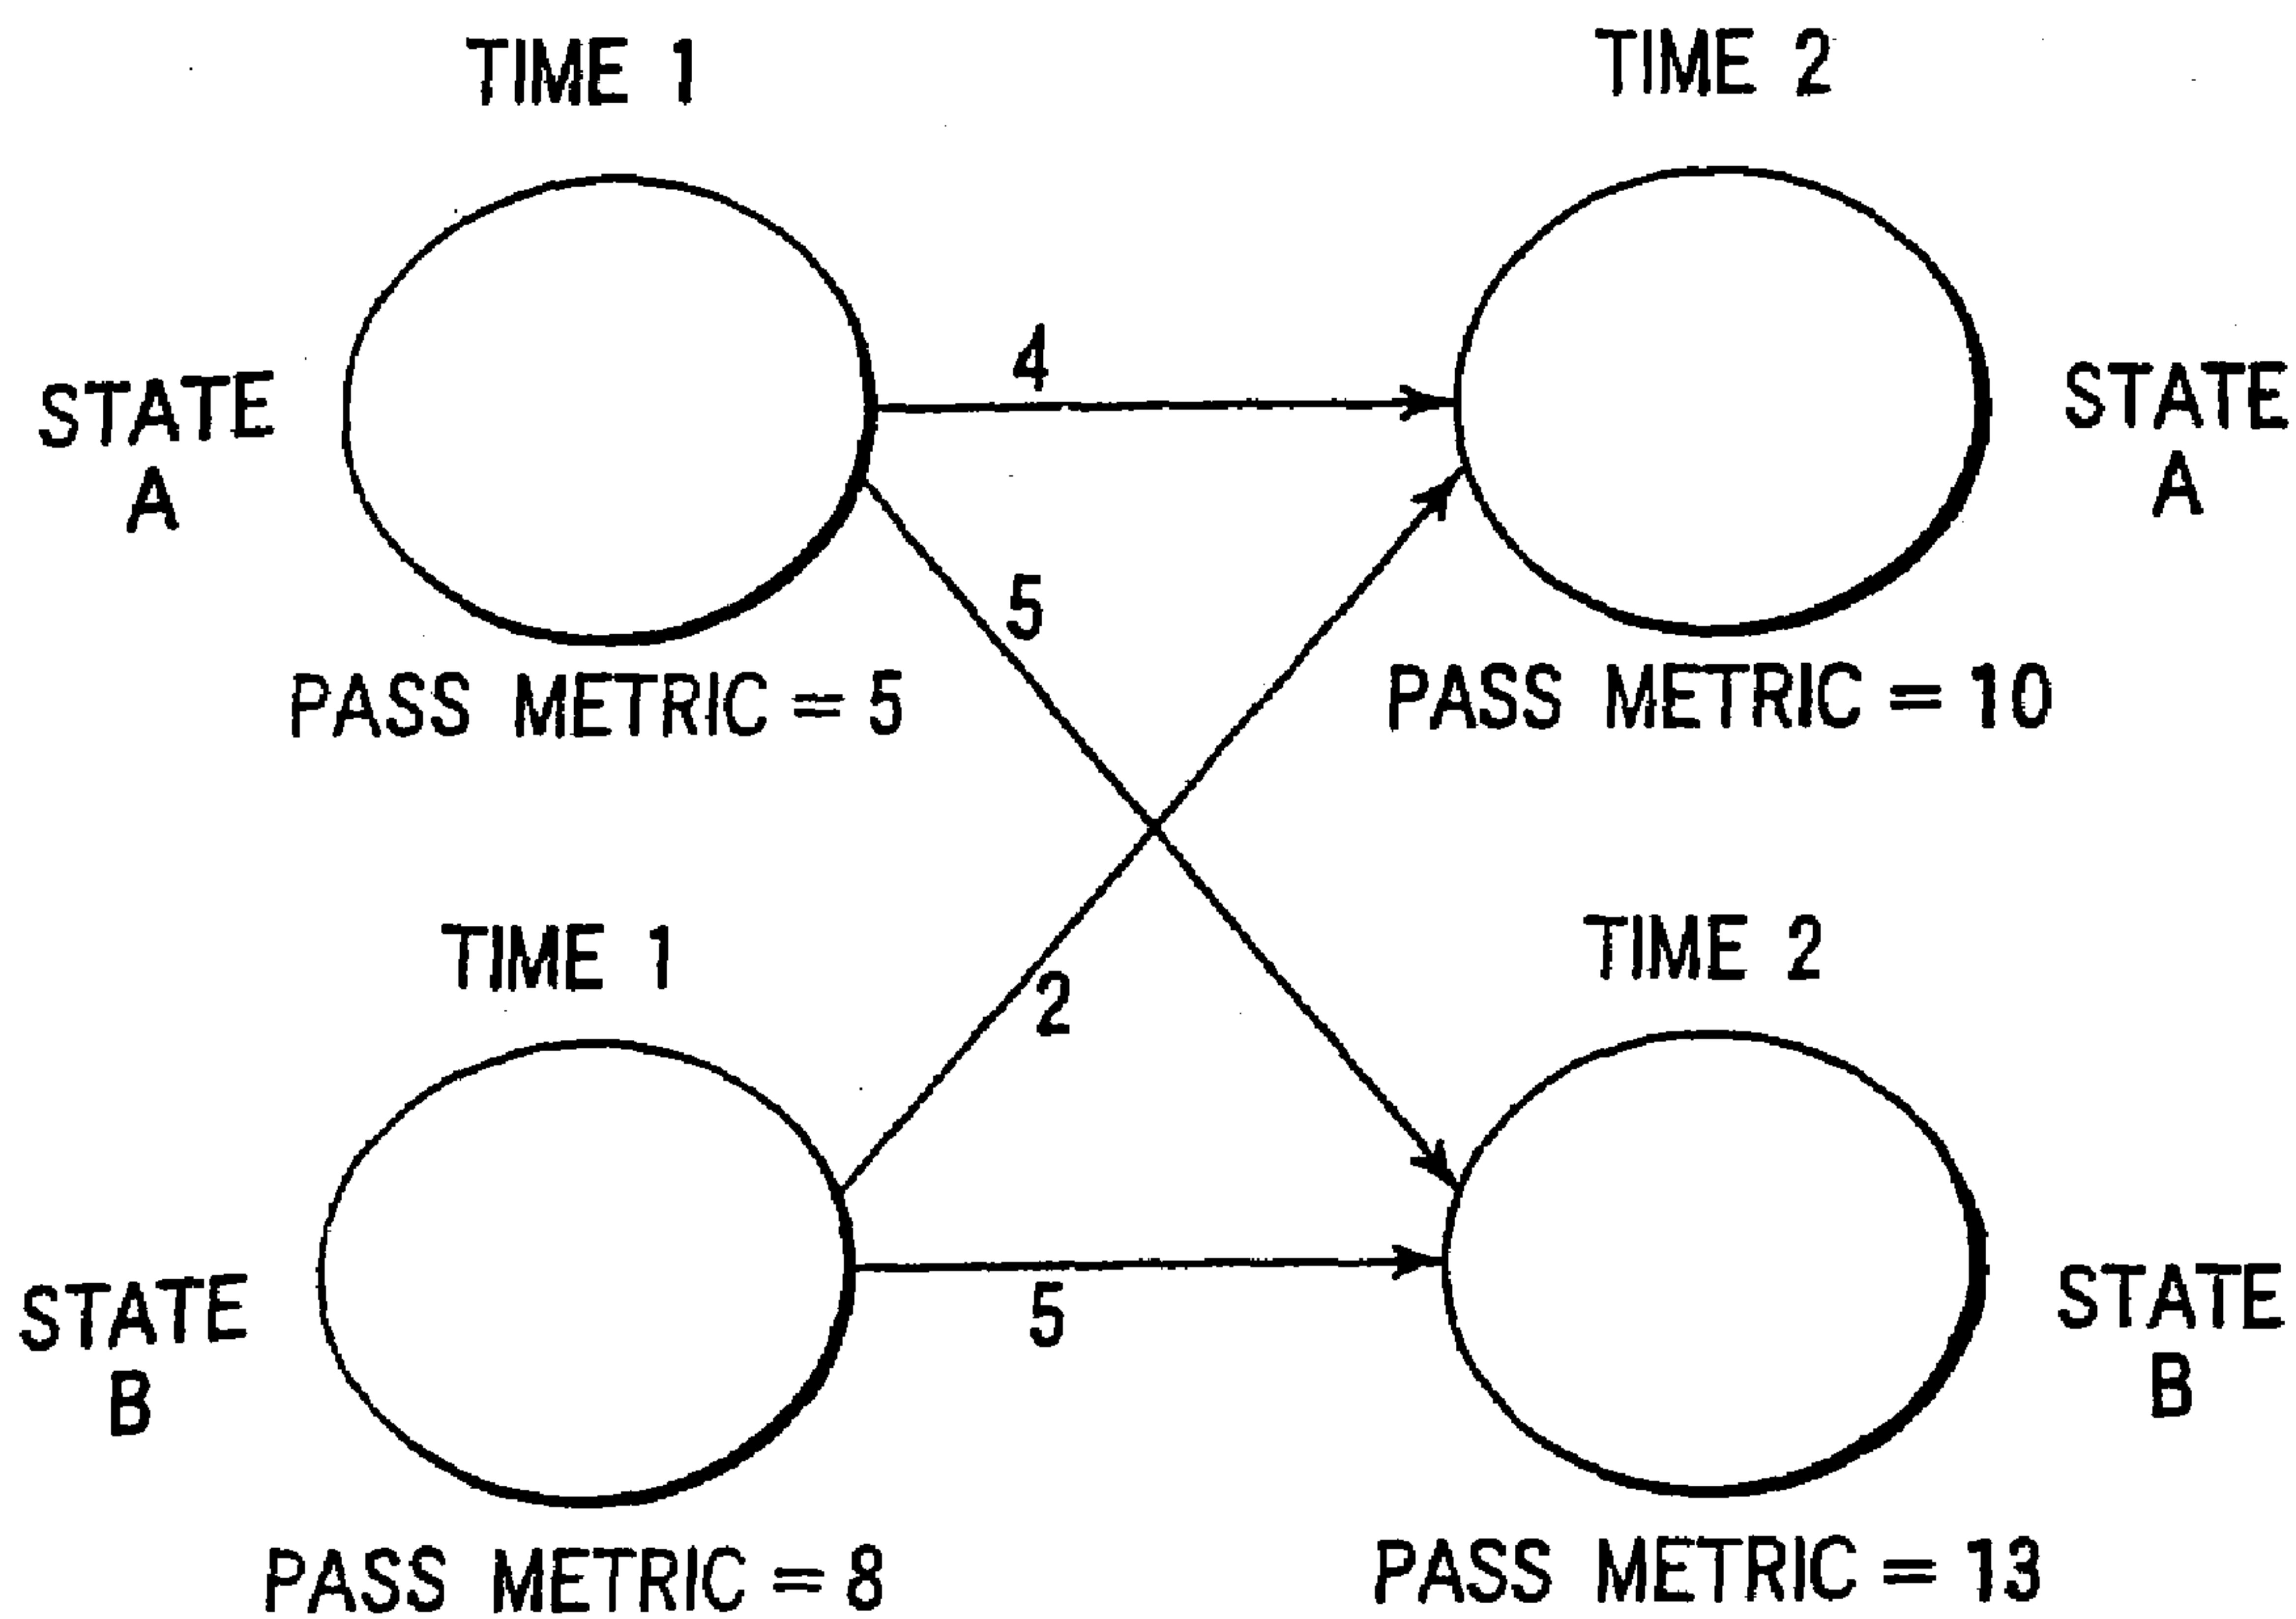 TIME 1
TIME 2
STATE
A
4
STATE
A
5
PASS METRIC = 5
PASS METRIC = 10
TIME 1
TIME 2
2
STATE
B
5
STATE
B
PASS METRIC = 8
PASS METRIC = 13